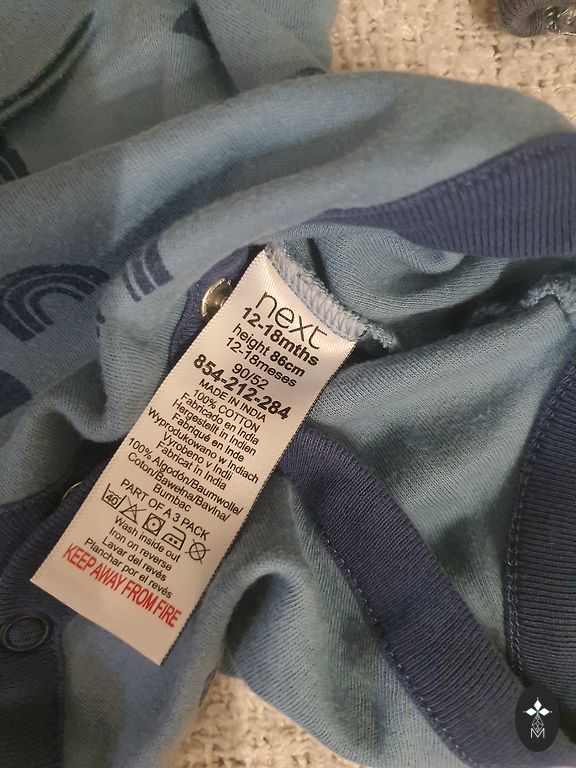 next
12-18mths
height 86cm
12-18meses
90/52
854-212-284
MADE IN INDIA
100% COTTON
Fabricado en India
Hergestellt in Indien
Fabriqué en Inde
Wyprodukowano w Indiach
Vyrobeno v Indii
Fabricat in India
100% Algodón/Baumwolle/
Coton/Bawełna/Bavlna/
Bumbac
PART OF A 3 PACK
40
Wash inside out
Iron on reverse
Lavar del revés
Planchar por el revés
KEEP AWAY FROM FIRE